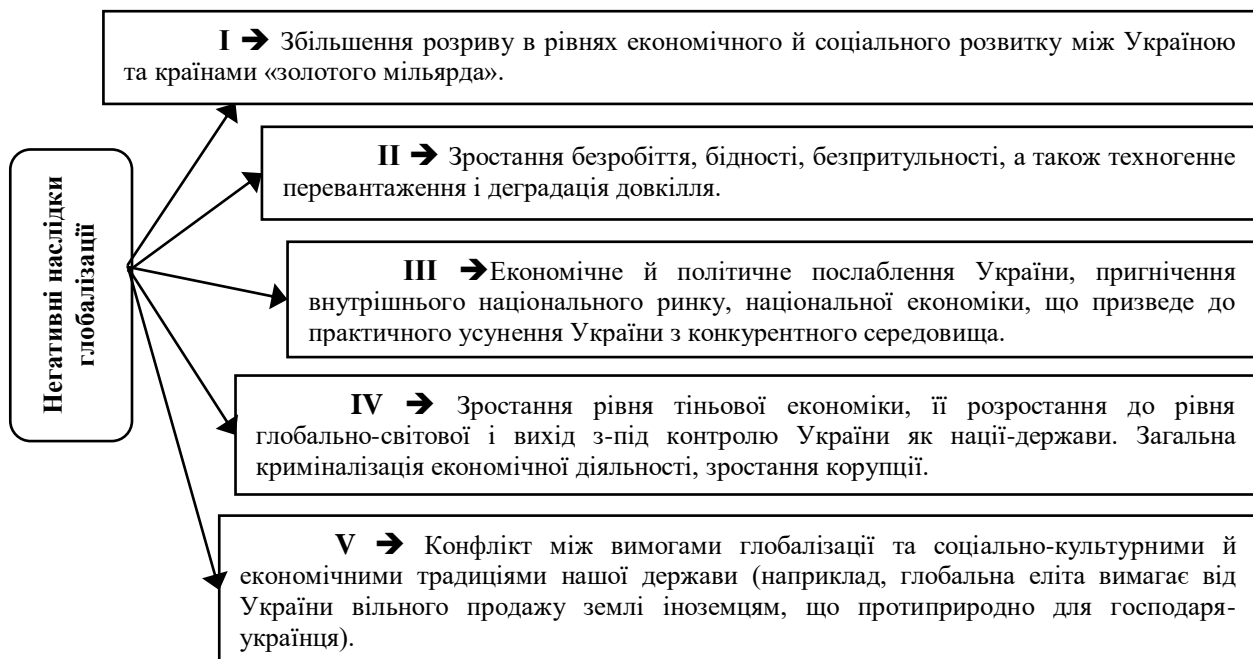 Негативні наслідки
глобалізації
I ➔ Збільшення розриву в рівнях економічного й соціального розвитку між Україною
та країнами «золотого мільярда».
II ➔ Зростання безробіття, бідності, безпритульності, а також техногенне
перевантаження і деградація довкілля.
III ➔Економічне й політичне послаблення України, пригнічення
внутрішнього національного ринку, національної економіки, що призведе до
практичного усунення України з конкурентного середовища.
IV ➔ Зростання рівня тіньової економіки, її розростання до рівня
глобально-світової і вихід з-під контролю України як нації-держави. Загальна
криміналізація економічної діяльності, зростання корупції.
V ➔ Конфлікт між вимогами глобалізації та соціально-культурними й
економічними традиціями нашої держави (наприклад, глобальна еліта вимагає від
України вільного продажу землі іноземцям, що протиприродно для господаря-
українця).